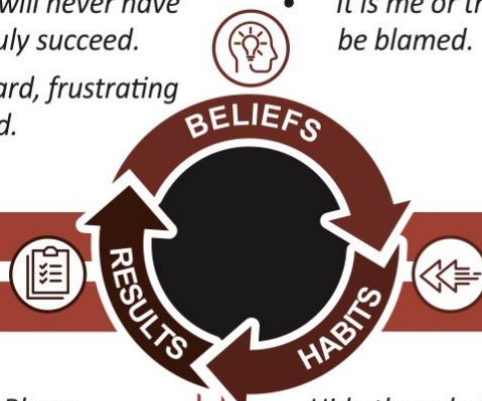 will never have
uly succeed.
ard, frustrating
d.
• It is me or th
be blamed.
BELIEFS
HABITS
RESULTS